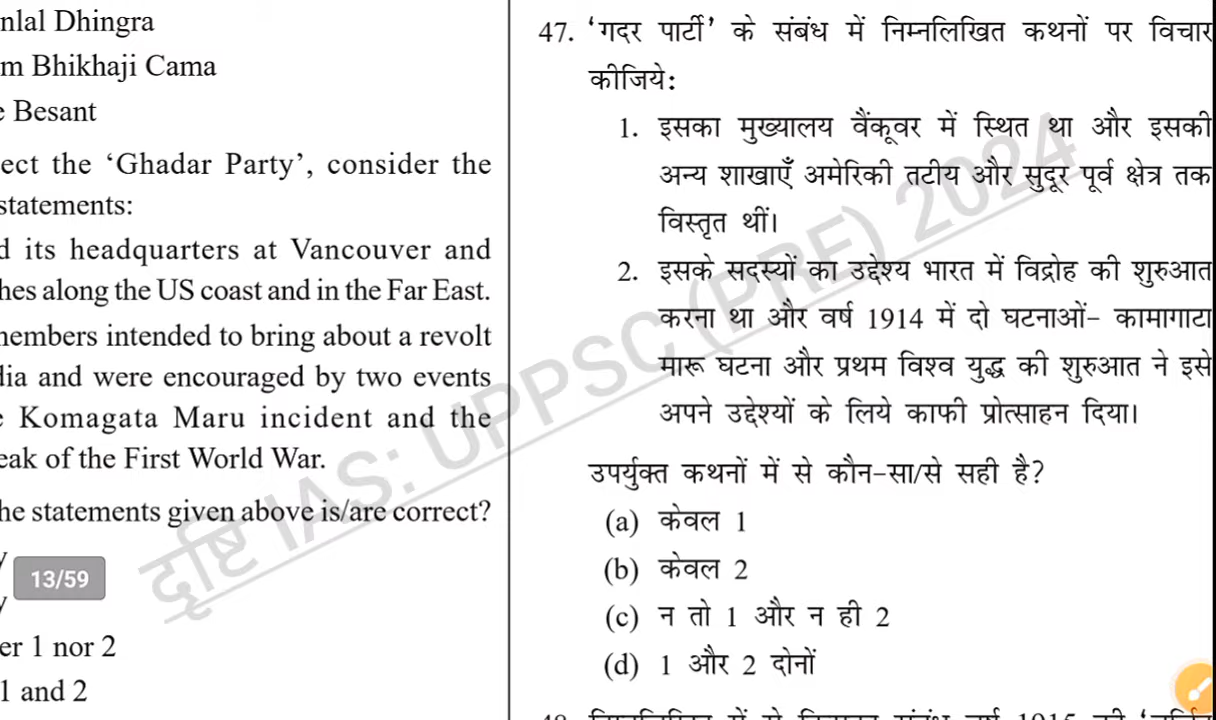 nlal Dhingra
m Bhikhaji Cama
e Besant
ect the ‘Ghadar Party’, consider the
statements:
d its headquarters at Vancouver and
hes along the US coast and in the Far East.
nembers intended to bring about a revolt
dia and were encouraged by two events
e Komagata Maru incident and the
eak of the First World War.
he statements given above is/are correct?
13/59
er 1 nor 2
1 and 2
47. ‘गदर पार्टी’ के संबंध में निम्नलिखित कथनों पर विचार
कीजिये:
1. इसका मुख्यालय वैंकूवर में स्थित था और इसकी
अन्य शाखाएँ अमेरिकी तटीय और सुदूर पूर्व क्षेत्र तक
विस्तृत थीं।
2. इसके सदस्यों का उद्देश्य भारत में विद्रोह की शुरुआत
करना था और वर्ष 1914 में दो घटनाओं- कामागाटा
मारू घटना और प्रथम विश्व युद्ध की शुरुआत ने इसे
अपने उद्देश्यों के लिये काफी प्रोत्साहन दिया।
उपर्युक्त कथनों में से कौन-सा/से सही है?
(a) केवल 1
(b) केवल 2
(c) न तो 1 और न ही 2
(d) 1 और 2 दोनों
दृष्टि IAS: UPPSC (PRE) 2024